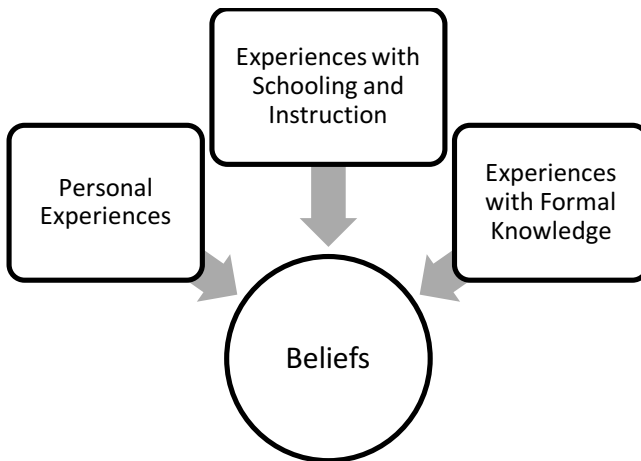 Experiences with
Schooling and
Instruction
Personal
Experiences
Experiences
with Formal
Knowledge
Beliefs